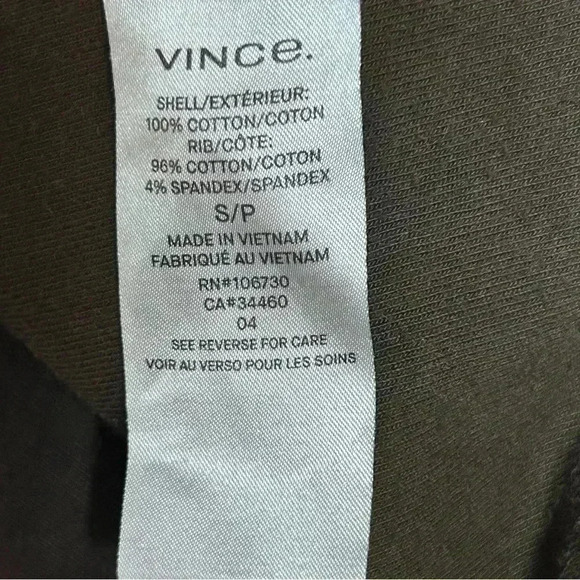 VINCE.
SHELL/EXTÉRIEUR:
100% COTTON/COTON
RIB/CÔTE:
96% COTTON/COTON
4% SPANDEX/SPANDEX
S/P
MADE IN VIETNAM
FABRIQUÉ AU VIETNAM
RN#106730
CA#34460
04
SEE REVERSE FOR CARE
VOIR AU VERSO POUR LES SOINS